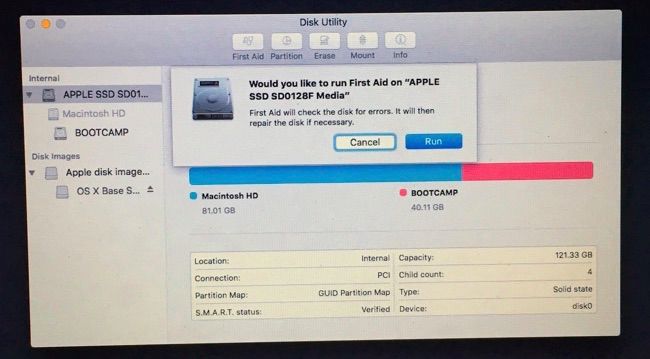 Disk Utility
First Aid Partition Erase Mount Info
Internal
APPLE SSD SD01...
Macintosh HD
BOOTCAMP
Disk Images
Apple disk image...
OS X Base S...
Would you like to run First Aid on “APPLE
SSD SD0128F Media”
First Aid will check the disk for errors. It will then
repair the disk if necessary.
Cancel Run
Macintosh HD
81.01 GB
BOOTCAMP
40.11 GB
Location: Internal
Connection: PCI
Partition Map: GUID Partition Map
S.M.A.R.T. status: Verified
Capacity: 121.33 GB
Child count: 4
Type: Solid state
Device: disk0